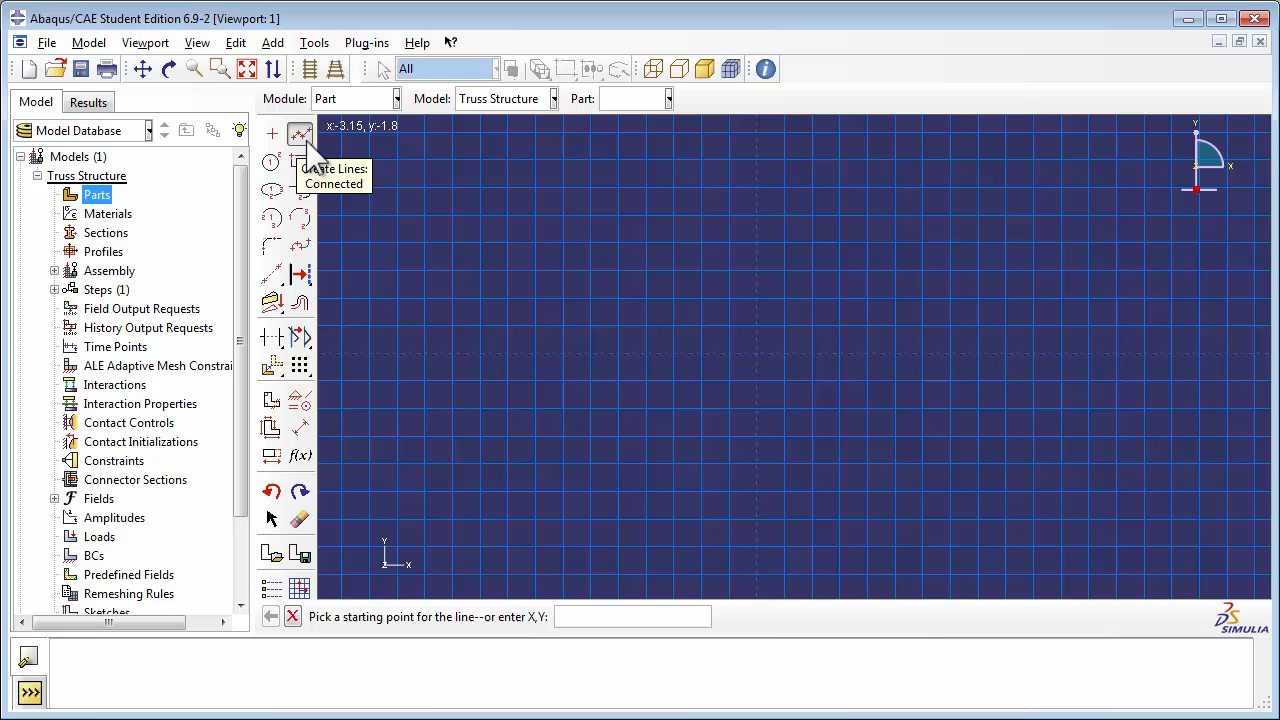 Abaqus/CAE Student Edition 6.9-2 [Viewport: 1]
File Model Viewport View Edit Add Tools Plug-ins Help
All
Model Results
Module: Part Model: Truss Structure Part:
Model Database
x:-3.15, y:-1.8
Create Lines:
Connected
Models (1)
Truss Structure
Parts
Materials
Sections
Profiles
Assembly
Steps (1)
Field Output Requests
History Output Requests
Time Points
ALE Adaptive Mesh Constrai
Interactions
Interaction Properties
Contact Controls
Contact Initializations
Constraints
Connector Sections
Fields
Amplitudes
Loads
BCs
Predefined Fields
Remeshing Rules
Sketches
f(x)
Y
X
Z
Y
X
Z
Pick a starting point for the line--or enter X,Y:
SIMULIA
>>>